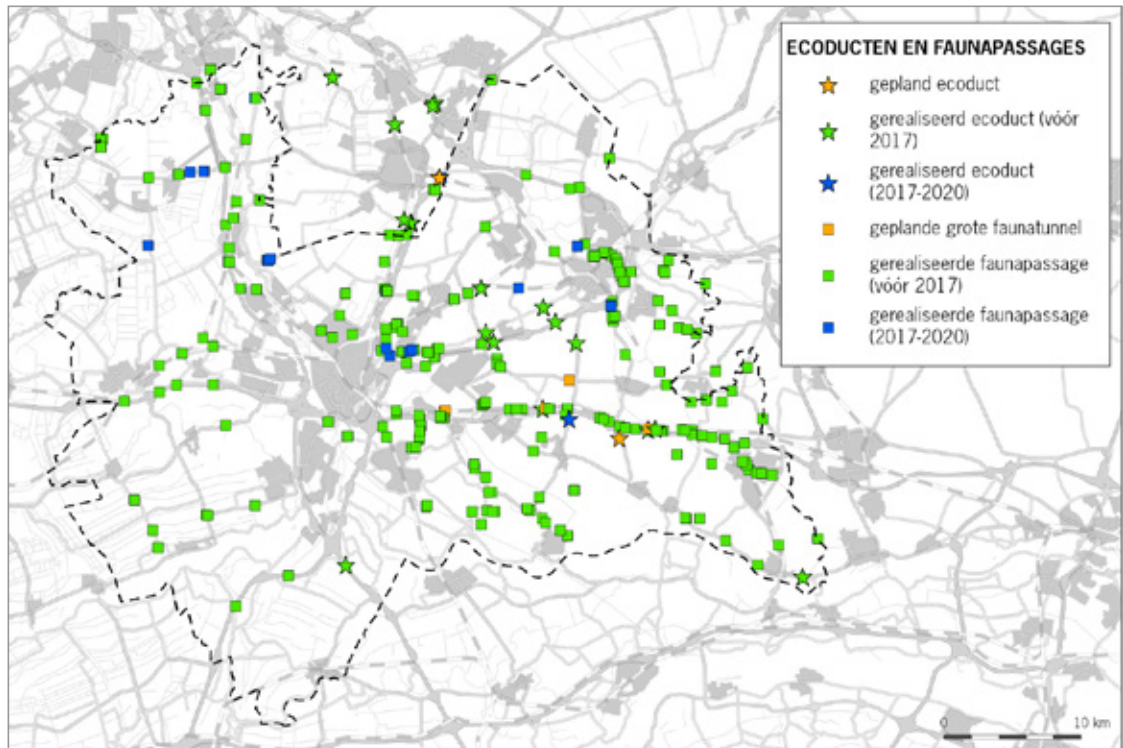 ECODUCTEN EN FAUNAPASSAGES
gepland ecoduct
gerealiseerd ecoduct (vóór
2017)
gerealiseerd ecoduct
(2017-2020)
geplande grote faunatunnel
gerealiseerde faunapassage
(vóór 2017)
gerealiseerde faunapassage
(2017-2020)
0 10 km